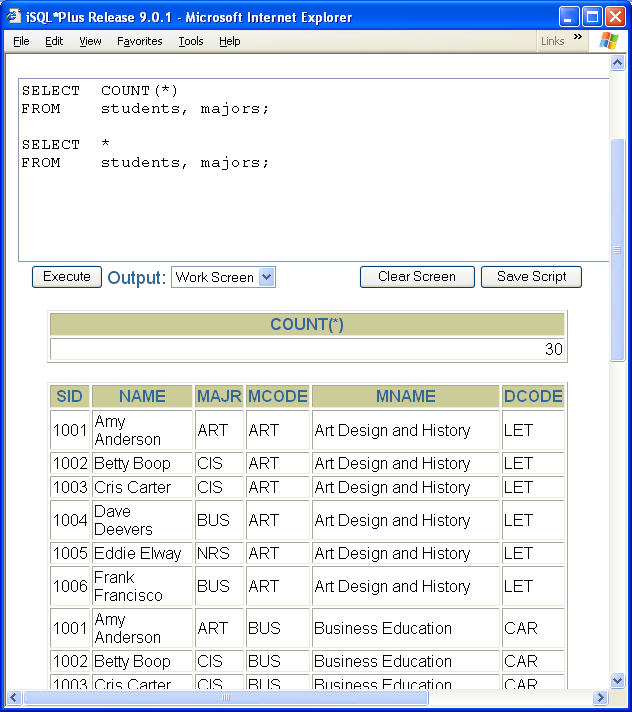 iSQL*Plus Release 9.0.1 - Microsoft Internet Explorer
File Edit View Favorites Tools Help Links »
SELECT COUNT(*)
FROM students, majors;
SELECT *
FROM students, majors;
Execute Output: Work Screen Clear Screen Save Script
COUNT(*)
30
SID NAME MAJR MCODE MNAME DCODE
1001 Amy Anderson ART ART Art Design and History LET
1002 Betty Boop CIS ART Art Design and History LET
1003 Cris Carter CIS ART Art Design and History LET
1004 Dave Deevers BUS ART Art Design and History LET
1005 Eddie Elway NRS ART Art Design and History LET
1006 Frank Francisco BUS ART Art Design and History LET
1001 Amy Anderson ART BUS Business Education CAR
1002 Betty Boop CIS BUS Business Education CAR
1003 Cris Carter CIS BUS Business Education CAR